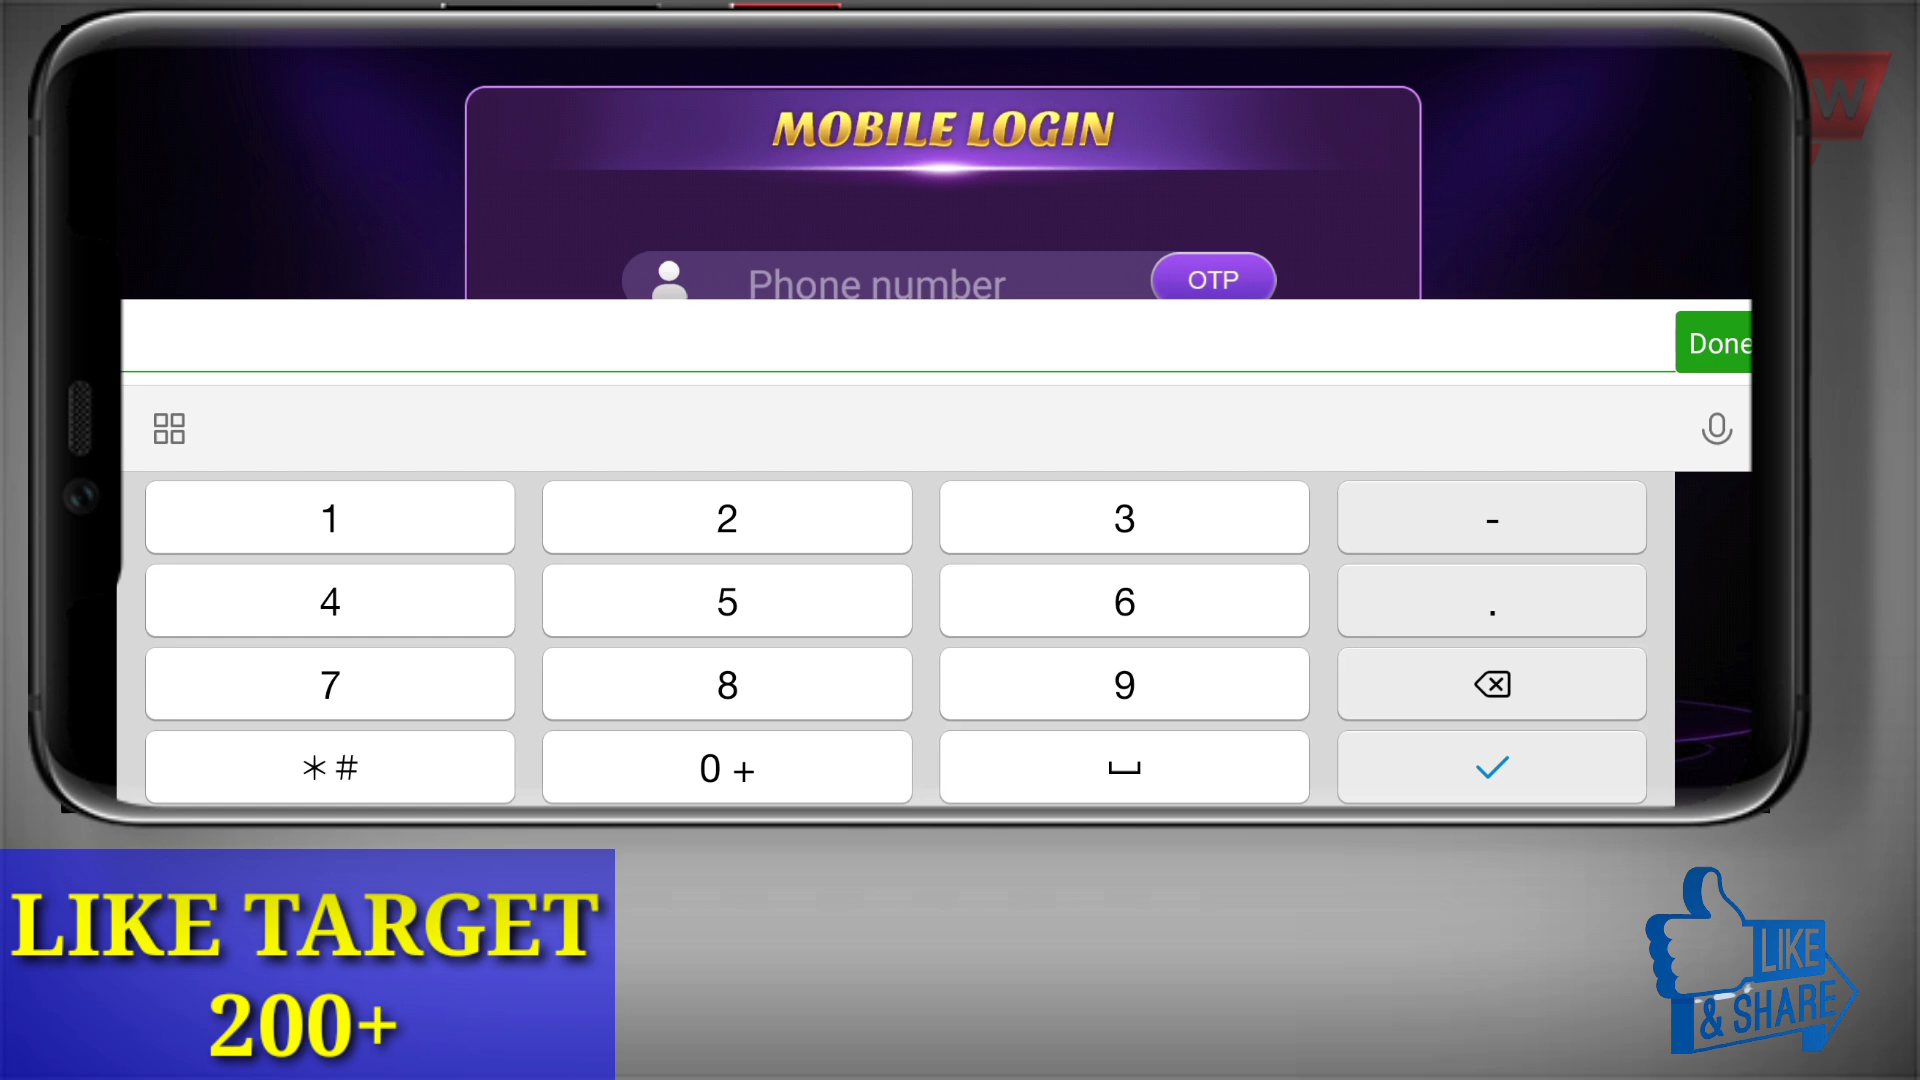 MOBILE LOGIN
W
Phone number
OTP
Done
1 2 3 -
4 5 6 .
7 8 9
* # 0 +
LIKE TARGET
200+
LIKE
& SHARE